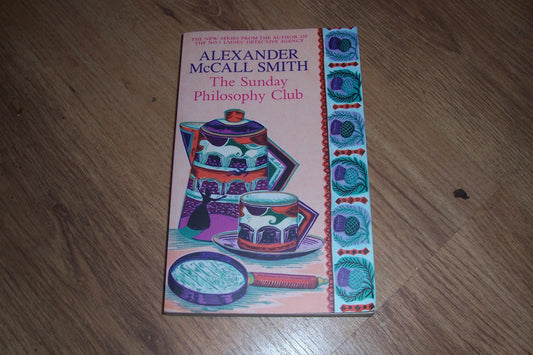 THE NEW SERIES FROM THE AUTHOR OF
THE NO.1 LADIES' DETECTIVE AGENCY
ALEXANDER
McCALL SMITH
The Sunday
Philosophy Club